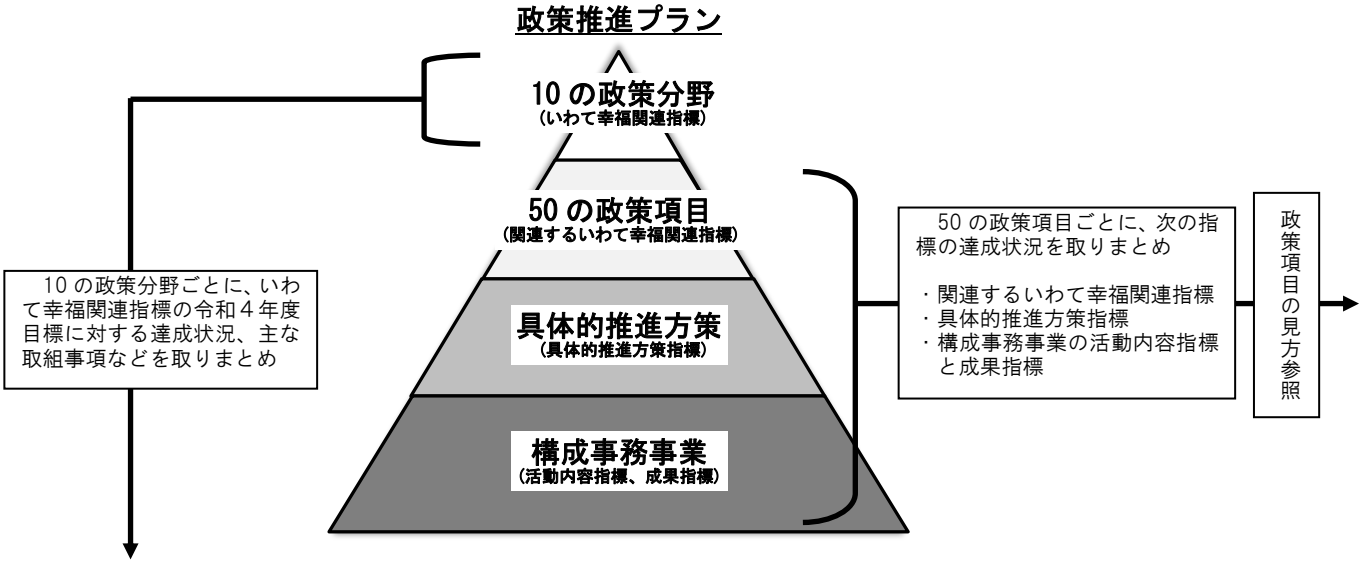 政策推進プラン
10 の政策分野
(いわて幸福関連指標)
50 の政策項目
(関連するいわて幸福関連指標)
具体的推進方策
(具体的推進方策指標)
構成事務事業
(活動内容指標、成果指標)
10 の政策分野ごとに、いわ
て幸福関連指標の令和４年度
目標に対する達成状況、主な
取組事項などを取りまとめ
50 の政策項目ごとに、次の指
標の達成状況を取りまとめ
・関連するいわて幸福関連指標
・具体的推進方策指標
・構成事務事業の活動内容指標
と成果指標
政策項目の見方参照